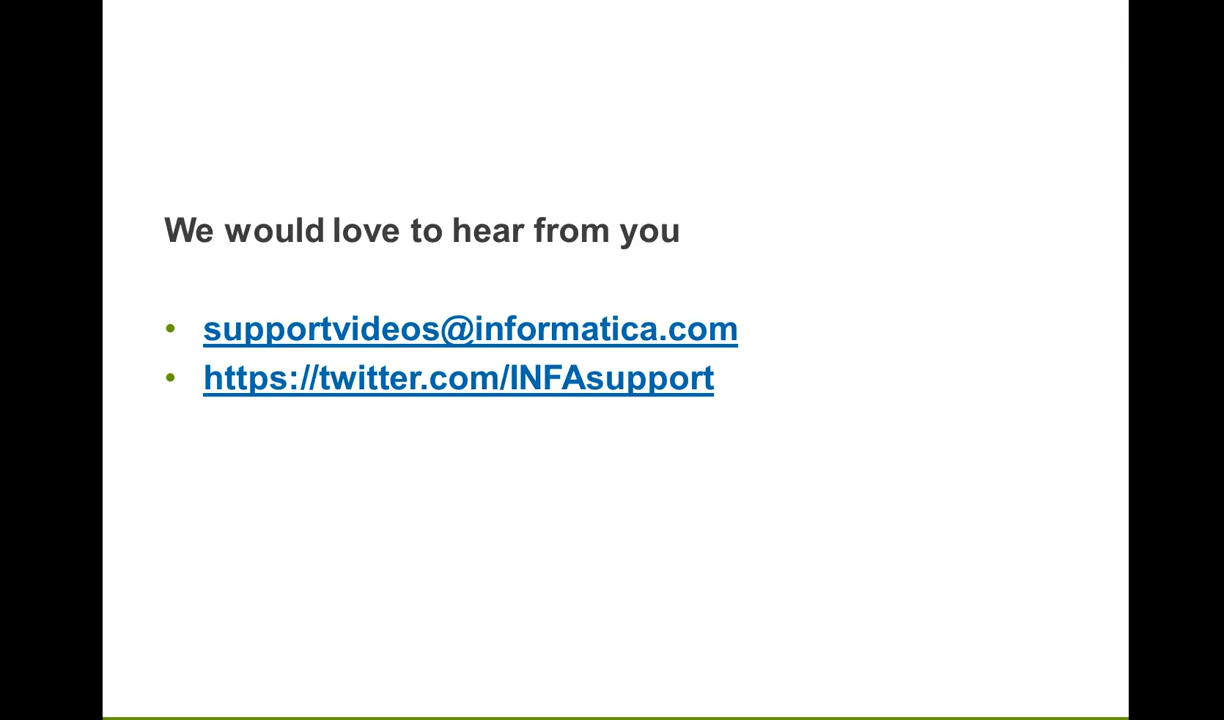 We would love to hear from you
• supportvideos@informatica.com
• https://twitter.com/INFAsupport